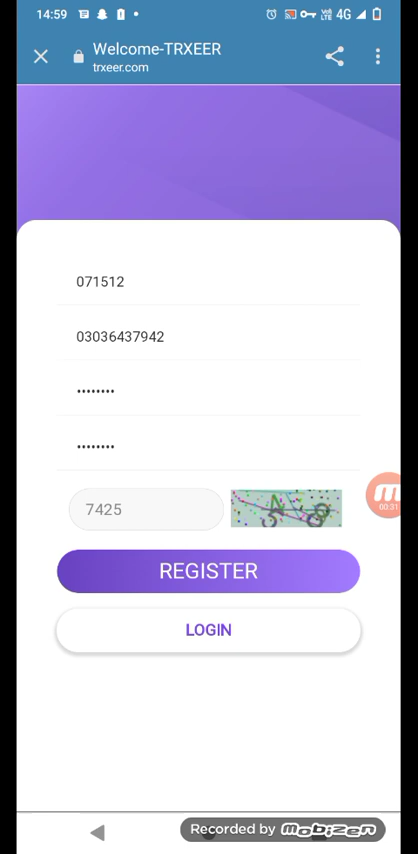 14:59 4G
Welcome-TRXEER
trxeer.com
071512
03036437942
••••••••
••••••••
7425
00:31
REGISTER
LOGIN
Recorded by MOBIZEN